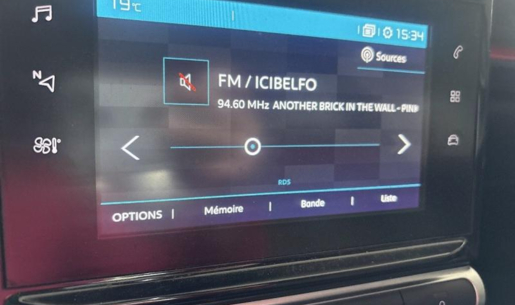 19°C
15:34
Sources
FM / ICIBELFO
94.60 MHz ANOTHER BRICK IN THE WALL - PINK
N
RDS
OPTIONS | Mémoire | Bande | Liste